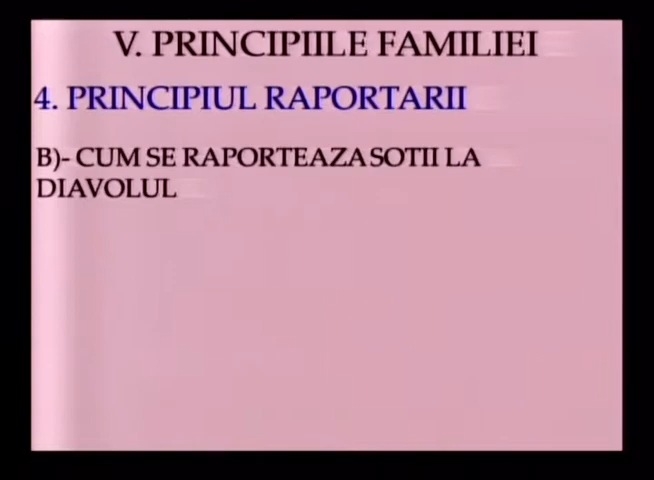 V. PRINCIPIILE FAMILIEI
4. PRINCIPIUL RAPORTARII
B)- CUM SE RAPORTEAZA SOTII LA
DIAVOLUL